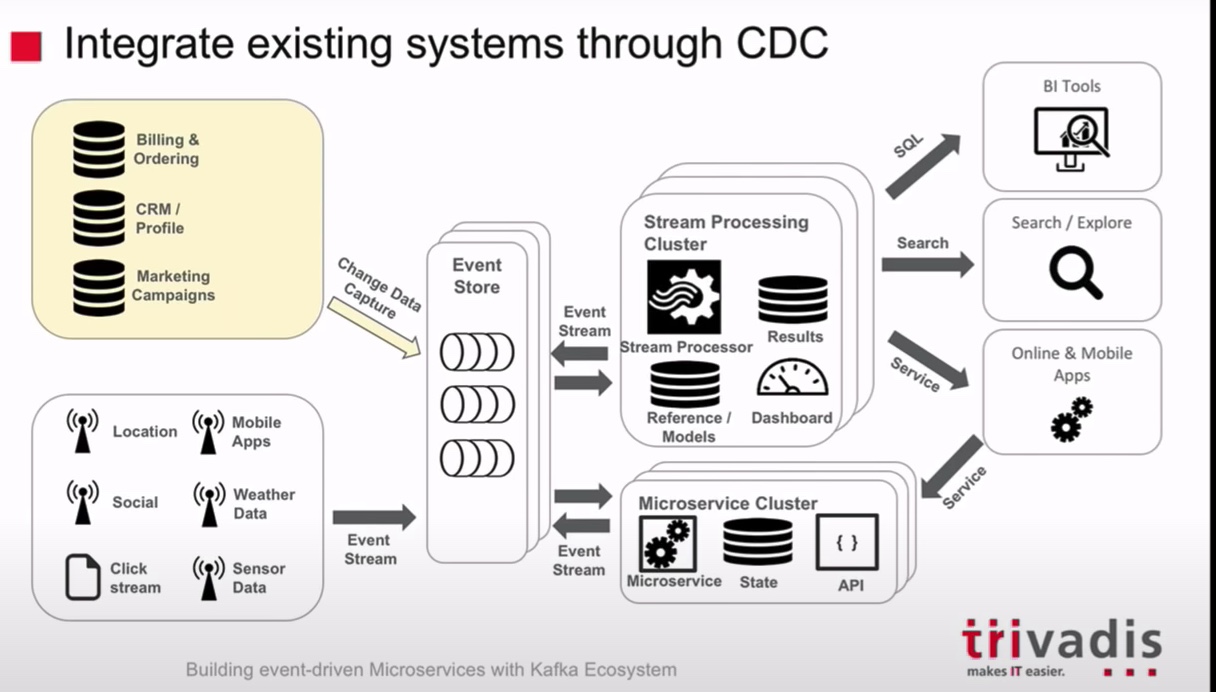 Integrate existing systems through CDC
Billing &
Ordering
CRM /
Profile
Marketing
Campaigns
Change Data
Capture
Location
Mobile
Apps
Social
Weather
Data
Click
stream
Sensor
Data
Event
Stream
Event
Store
Event
Stream
Event
Stream
Stream Processing
Cluster
Stream Processor
Results
Reference /
Models
Dashboard
Microservice Cluster
Microservice
State
{ }
API
SQL
Search
Service
Service
BI Tools
Search / Explore
Online & Mobile
Apps
Building event-driven Microservices with Kafka Ecosystem
trivadis
makes IT easier.